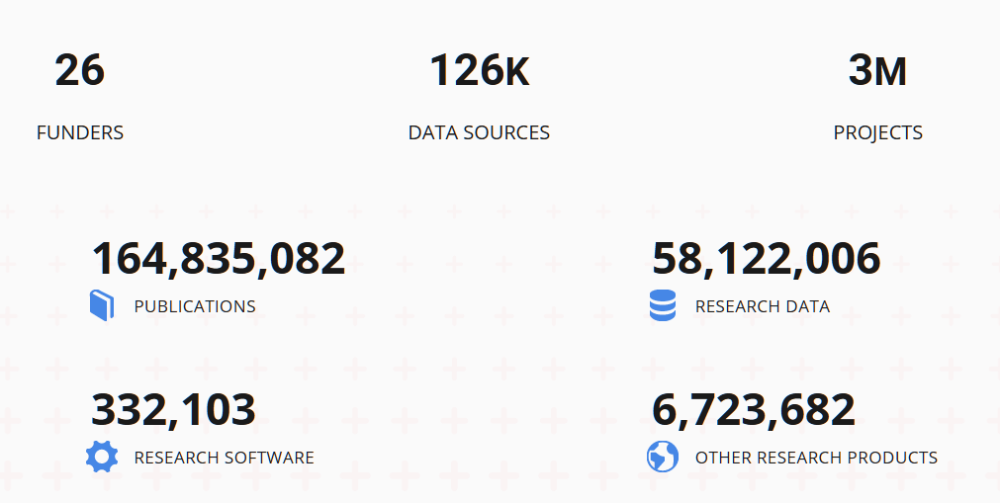 26
126K
3M
FUNDERS
DATA SOURCES
PROJECTS
164,835,082
58,122,006
PUBLICATIONS
RESEARCH DATA
332,103
6,723,682
RESEARCH SOFTWARE
OTHER RESEARCH PRODUCTS